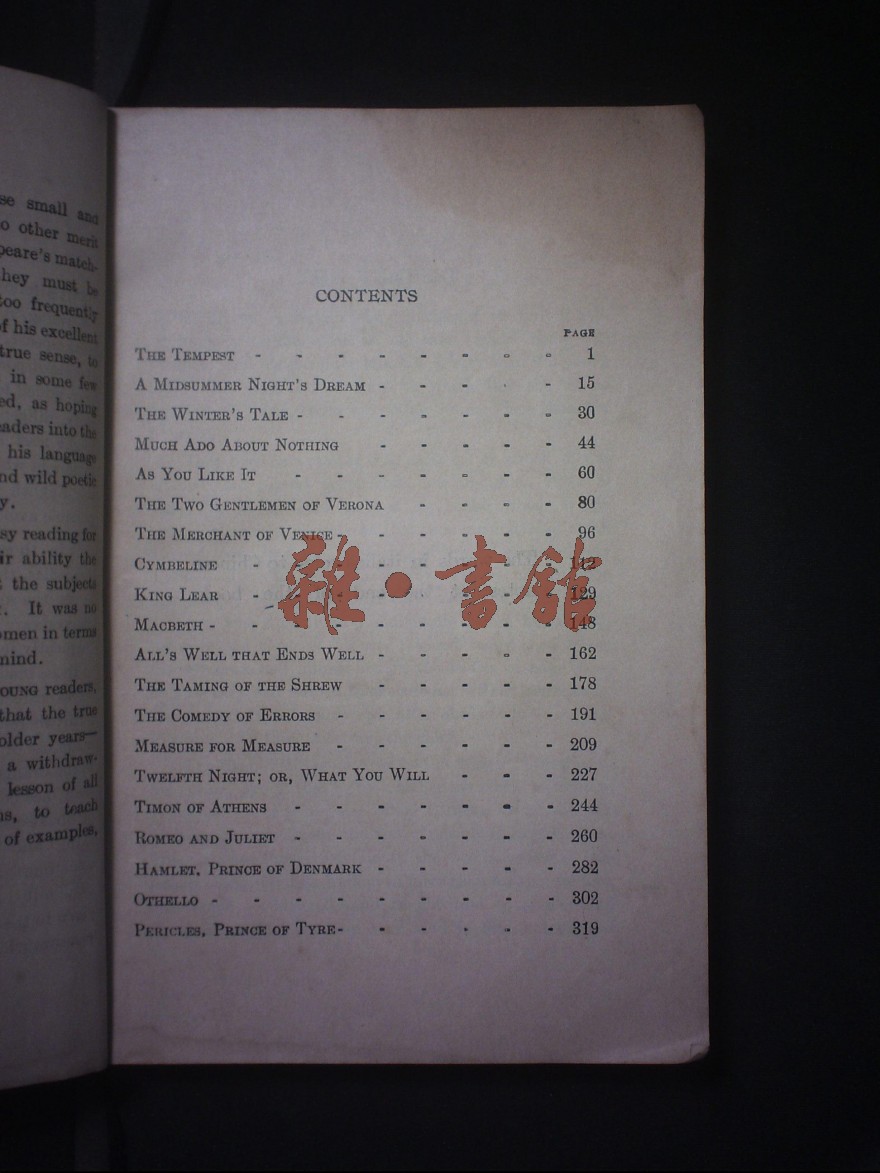 se small and
o other merit
peare's match-
hey must be
too frequently
f his excellent
true sense, to
in some few
ed, as hoping
eaders into the
his language
nd wild poetic
y.
sy reading for
ir ability the
t the subjects
. It was no
omen in terms
mind.
OUNG readers,
that the true
older years—
a withdraw-
lesson of all
ns, to teach
of examples,
CONTENTS
PAGE
THE TEMPEST - - - - - - - - 1
A MIDSUMMER NIGHT'S DREAM - - - - - 15
THE WINTER'S TALE - - - - - - - 30
MUCH ADO ABOUT NOTHING - - - - - 44
AS YOU LIKE IT - - - - - - - 60
THE TWO GENTLEMEN OF VERONA - - - - 80
THE MERCHANT OF VENICE - - - - - - 96
CYMBELINE - - - - - - - - 112
KING LEAR - - - - - - - - 129
MACBETH - - - - - - - - - 148
ALL'S WELL THAT ENDS WELL - - - - - 162
THE TAMING OF THE SHREW - - - - - 178
THE COMEDY OF ERRORS - - - - - - 191
MEASURE FOR MEASURE - - - - - - 209
TWELFTH NIGHT; OR, WHAT YOU WILL - - - 227
TIMON OF ATHENS - - - - - - - 244
ROMEO AND JULIET - - - - - - - 260
HAMLET, PRINCE OF DENMARK - - - - - 282
OTHELLO - - - - - - - - - 302
PERICLES, PRINCE OF TYRE - - - - - - 319
雜·書館